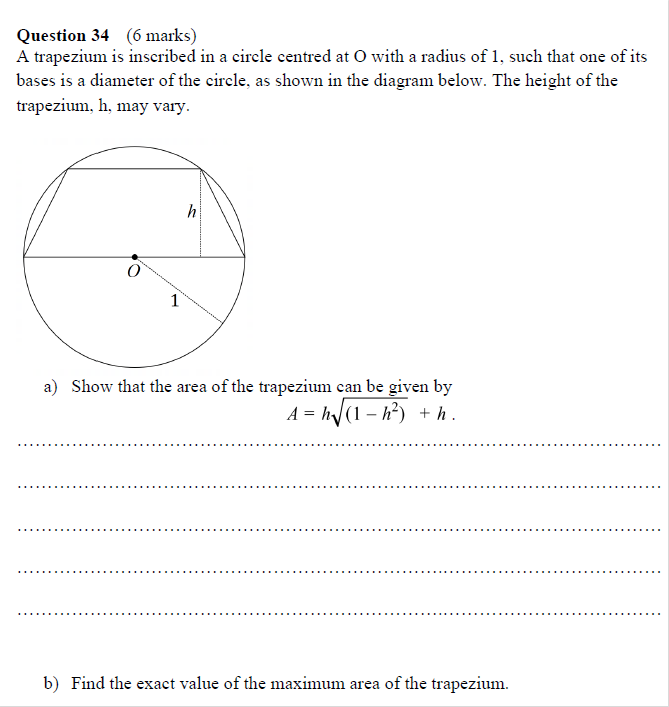 Question 34 (6 marks)
A trapezium is inscribed in a circle centred at O with a radius of 1, such that one of its
bases is a diameter of the circle, as shown in the diagram below. The height of the
trapezium, h, may vary.
h
O
1
a) Show that the area of the trapezium can be given by
A = h√(1 – h²) + h .
b) Find the exact value of the maximum area of the trapezium.